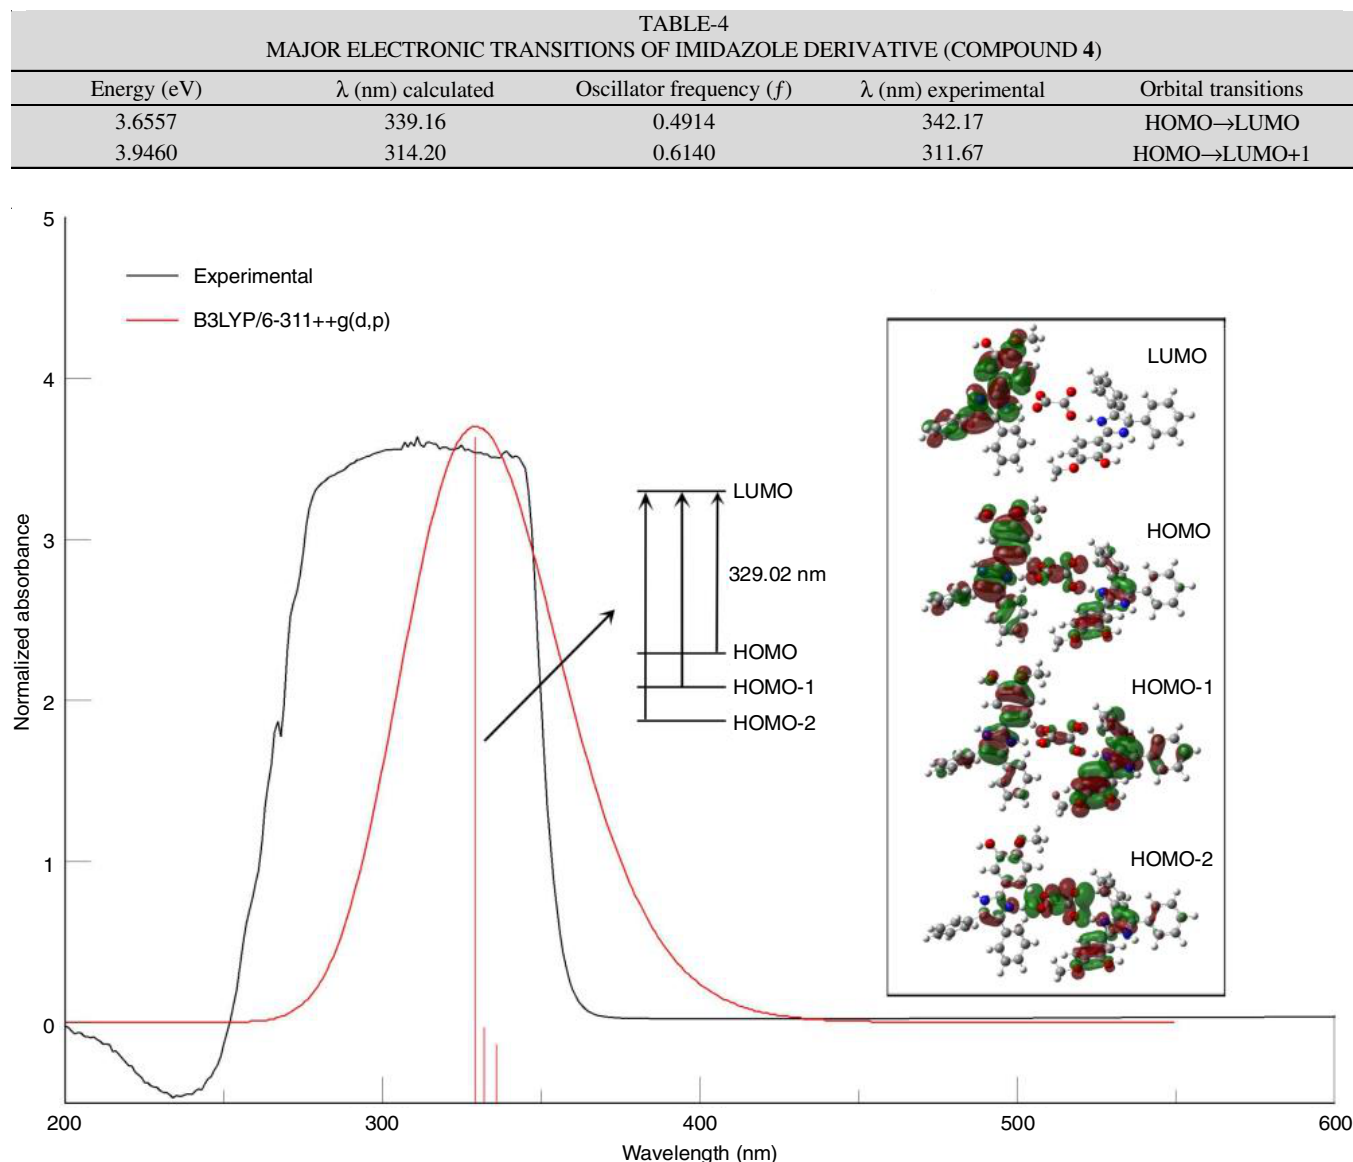 TABLE-4
MAJOR ELECTRONIC TRANSITIONS OF IMIDAZOLE DERIVATIVE (COMPOUND 4)
Energy (eV) λ (nm) calculated Oscillator frequency (ƒ) λ (nm) experimental Orbital transitions
3.6557 339.16 0.4914 342.17 HOMO→LUMO
3.9460 314.20 0.6140 311.67 HOMO→LUMO+1
5
4
3
2
1
0
Normalized absorbance
Experimental
B3LYP/6-311++g(d,p)
LUMO
329.02 nm
HOMO
HOMO-1
HOMO-2
LUMO
HOMO
HOMO-1
HOMO-2
200 300 400 500 600
Wavelength (nm)